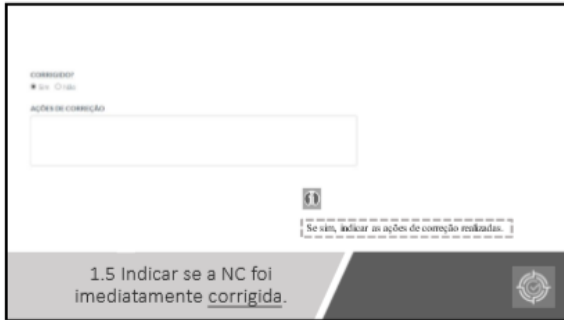 CORRIGIDO?
Sim Não
AÇÕES DE CORREÇÃO
Se sim, indicar as ações de correção realizadas.
1.5 Indicar se a NC foi
imediatamente corrigida.